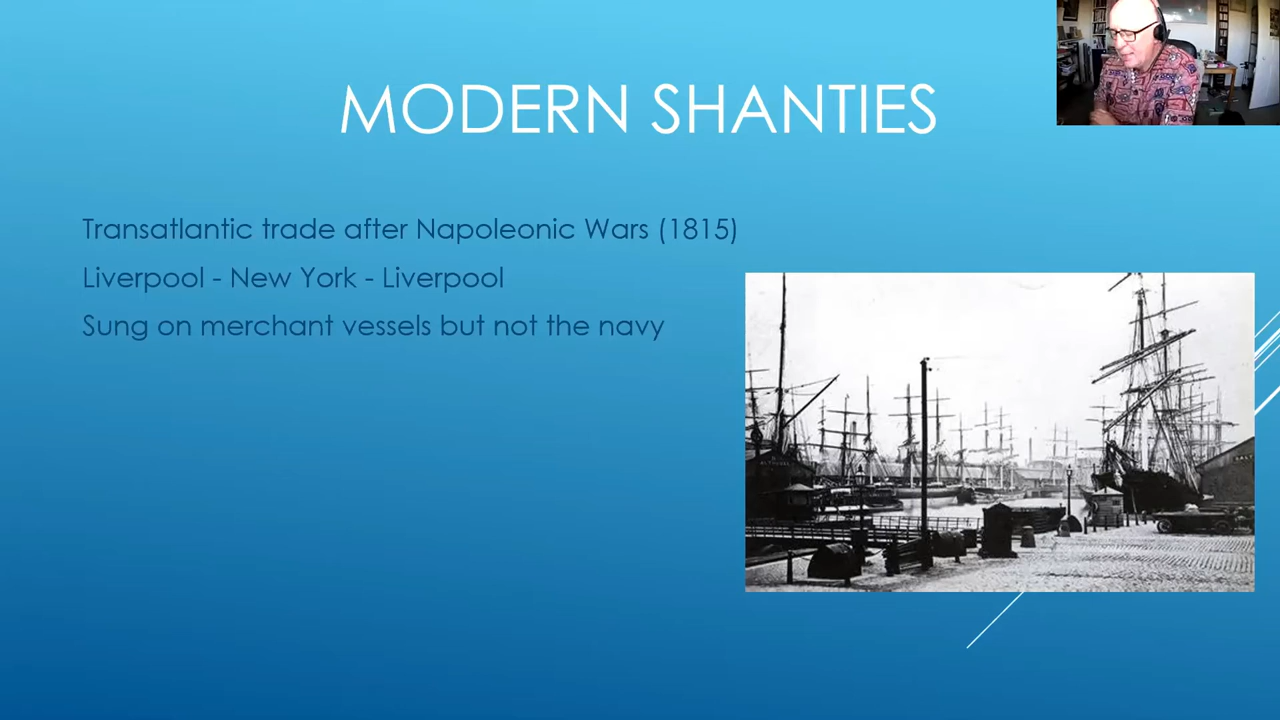 MODERN SHANTIES
Transatlantic trade after Napoleonic Wars (1815)
Liverpool - New York - Liverpool
Sung on merchant vessels but not the navy